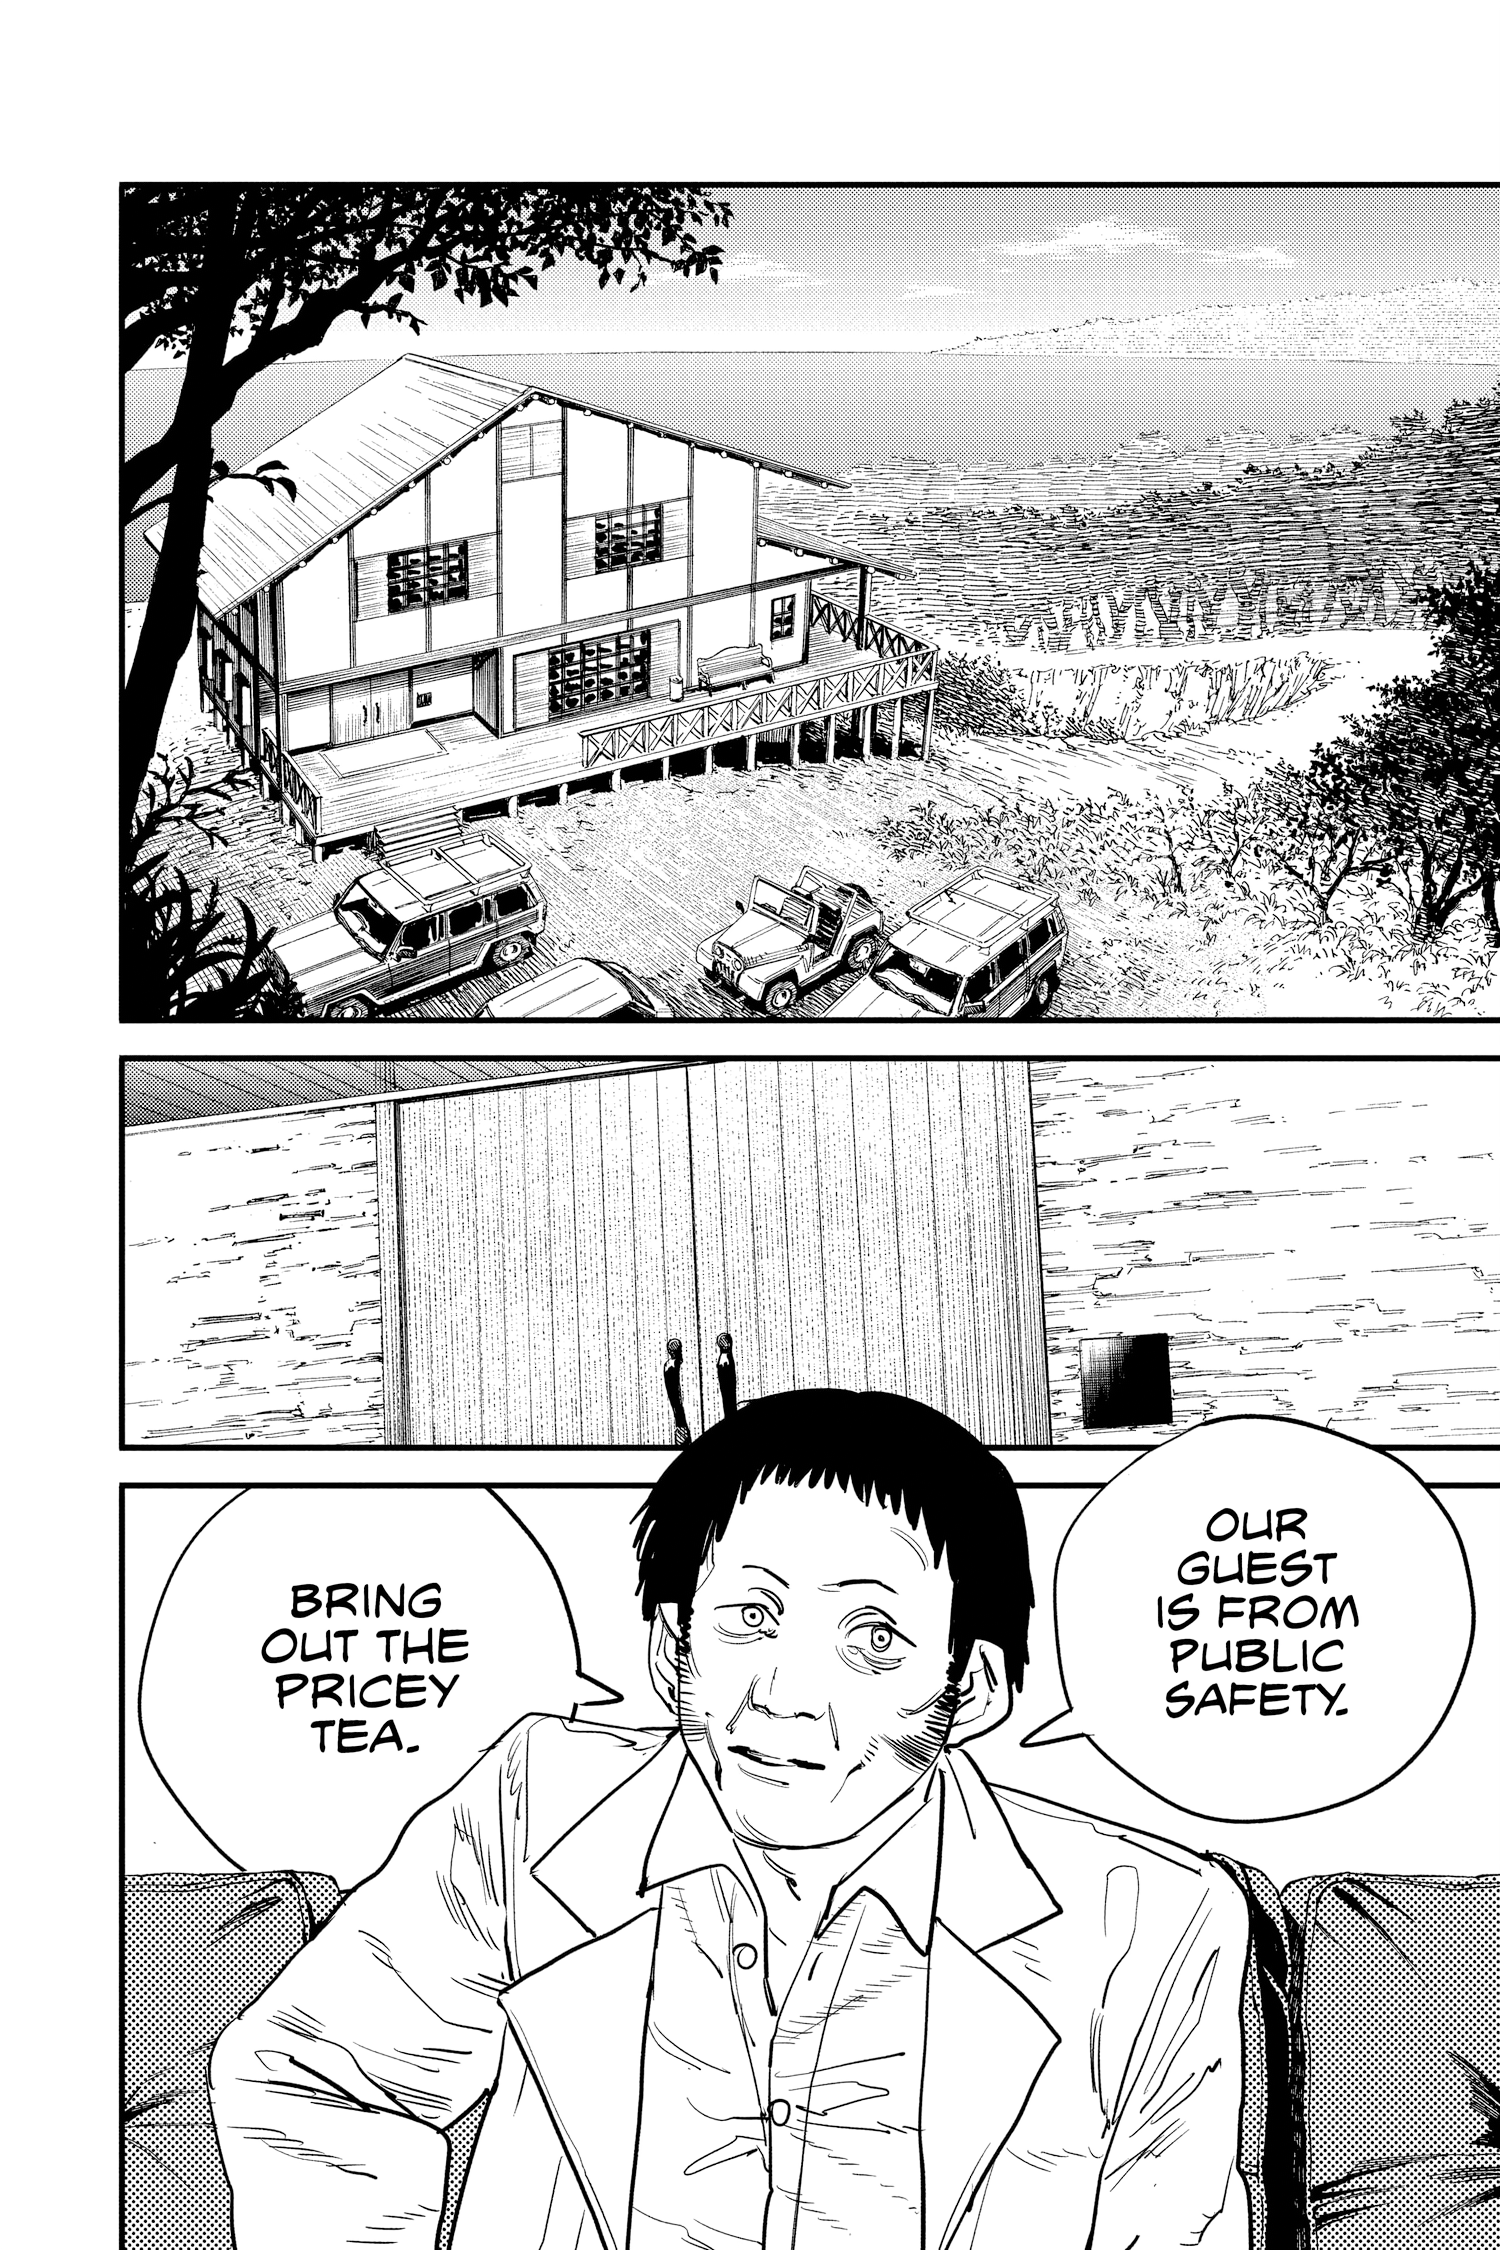 OUR
GUEST
IS FROM
PUBLIC
SAFETY.
BRING
OUT THE
PRICEY
TEA.